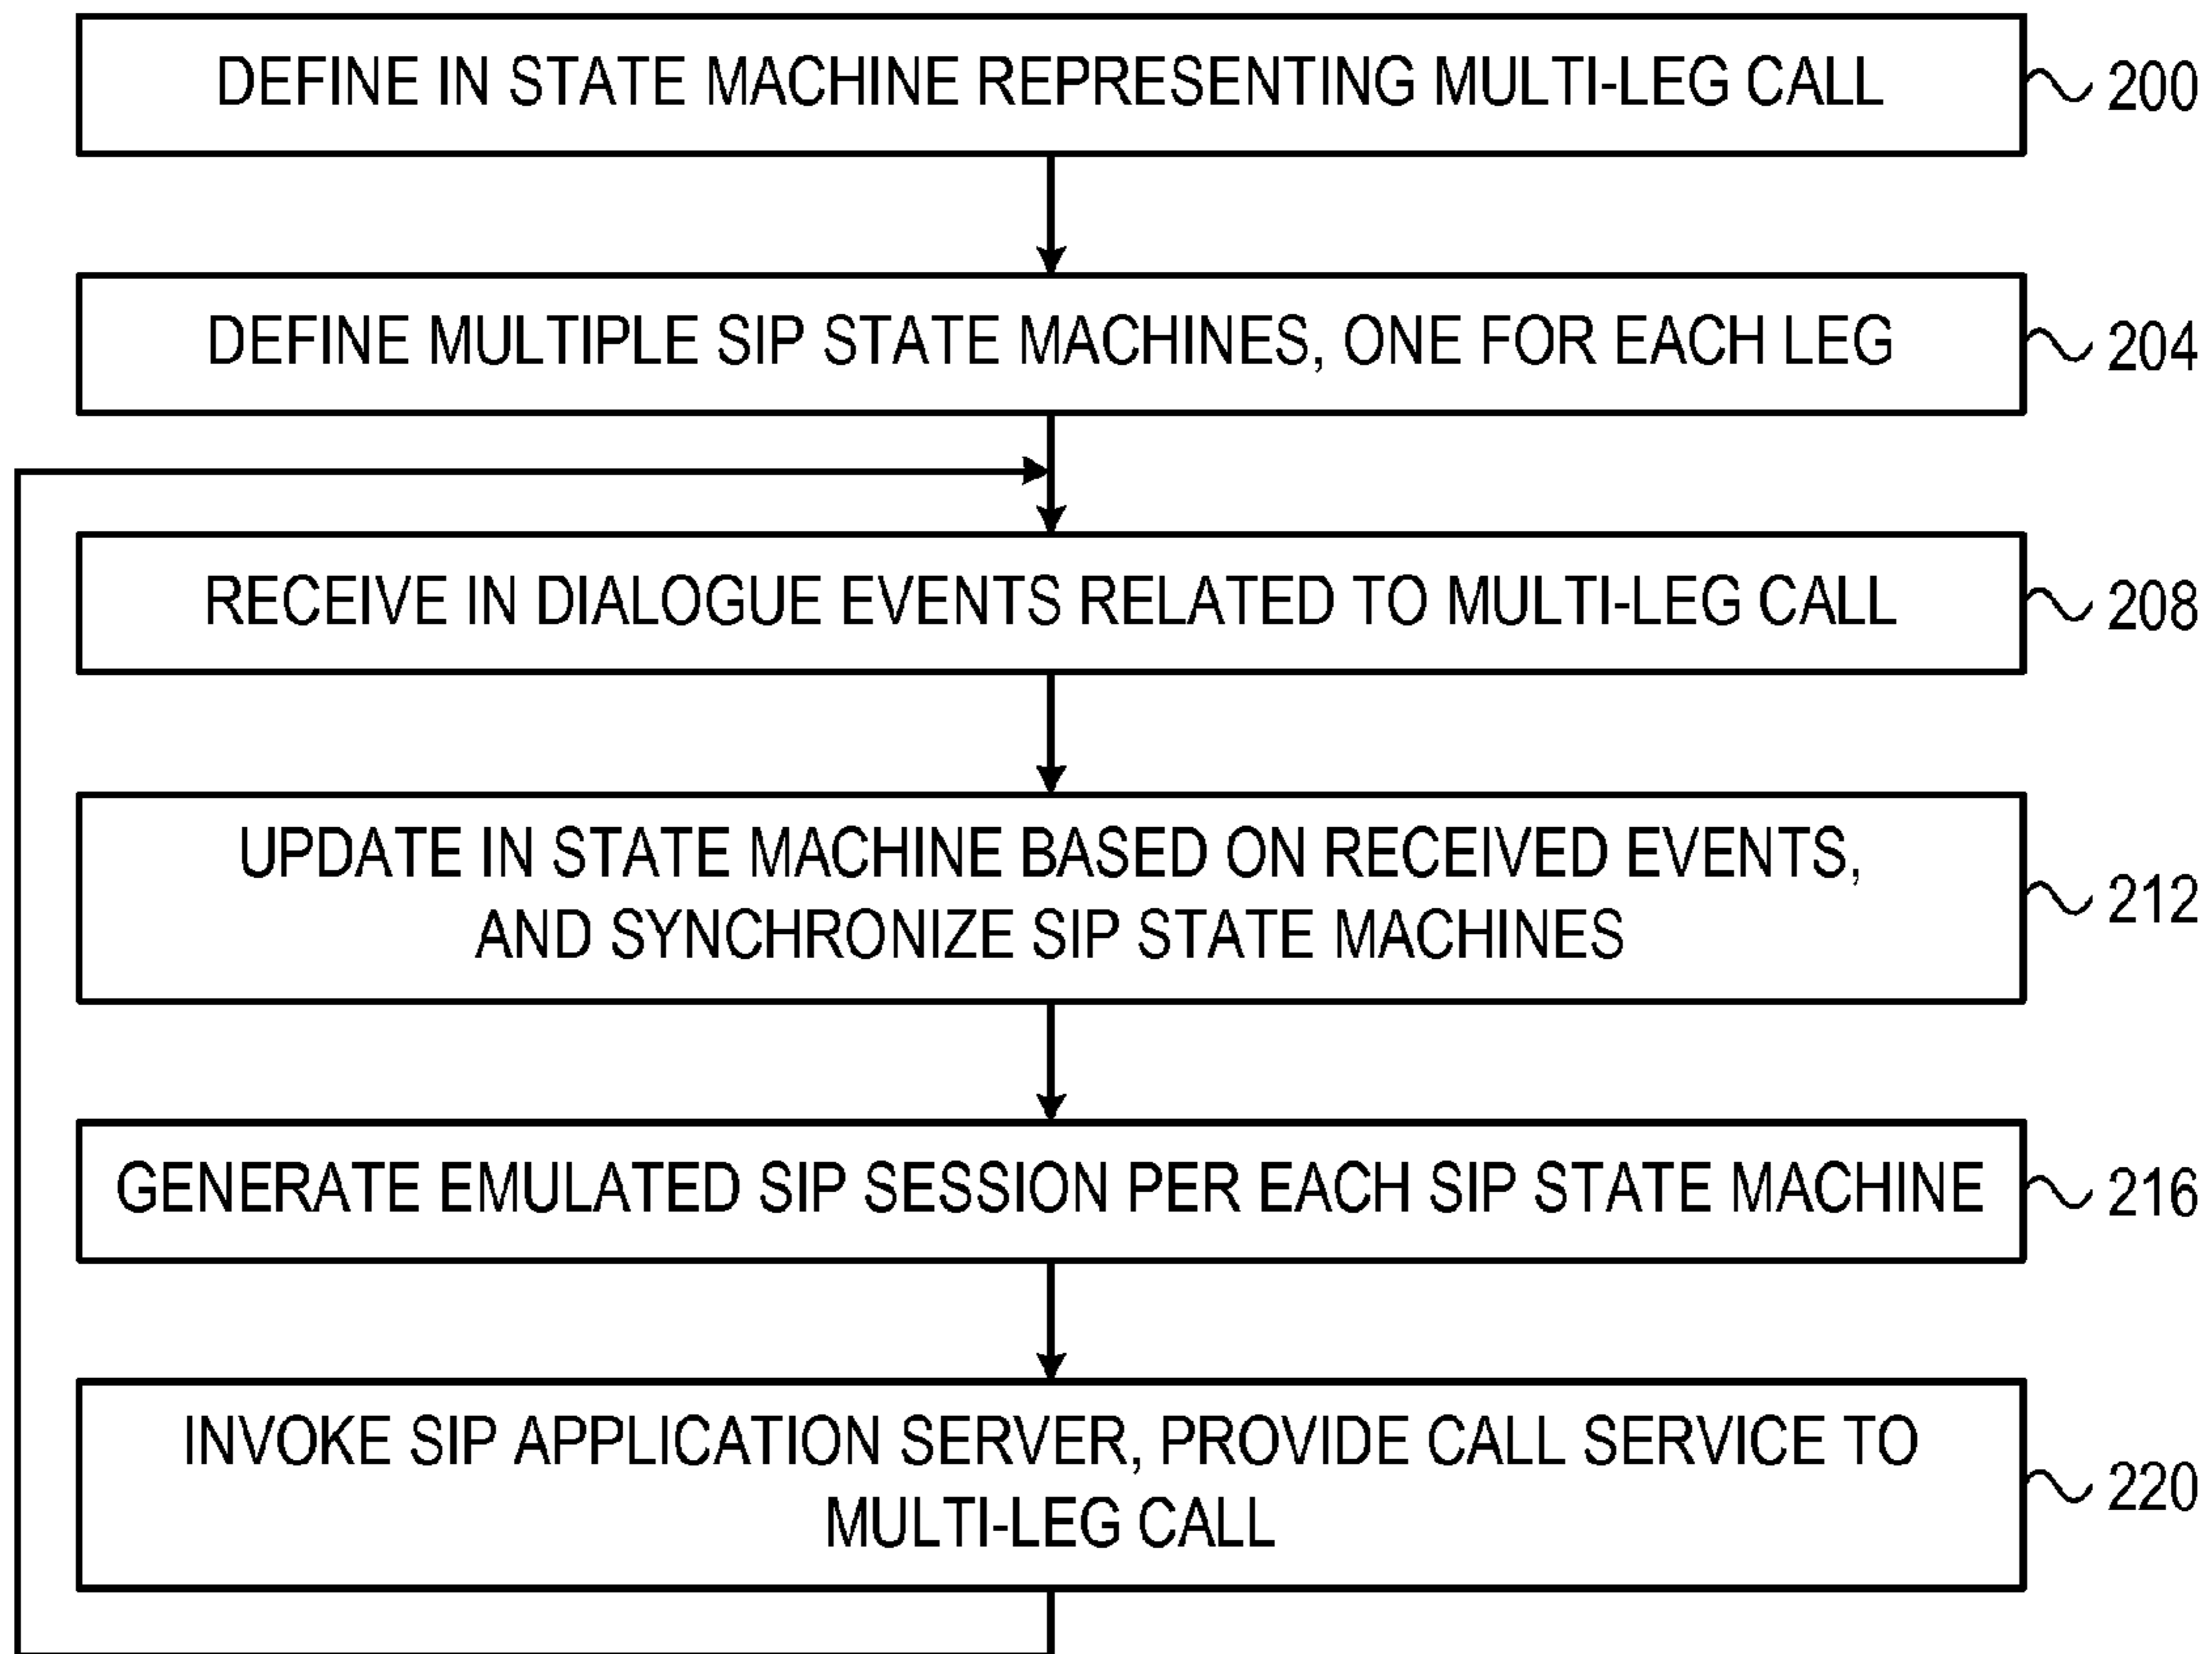 DEFINE IN STATE MACHINE REPRESENTING MULTI-LEG CALL
200
DEFINE MULTIPLE SIP STATE MACHINES, ONE FOR EACH LEG
204
RECEIVE IN DIALOGUE EVENTS RELATED TO MULTI-LEG CALL
208
UPDATE IN STATE MACHINE BASED ON RECEIVED EVENTS,
AND SYNCHRONIZE SIP STATE MACHINES
212
GENERATE EMULATED SIP SESSION PER EACH SIP STATE MACHINE
216
INVOKE SIP APPLICATION SERVER, PROVIDE CALL SERVICE TO
MULTI-LEG CALL
220